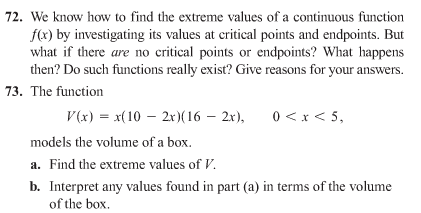 72. We know how to find the extreme values of a continuous function
f(x) by investigating its values at critical points and endpoints. But
what if there are no critical points or endpoints? What happens
then? Do such functions really exist? Give reasons for your answers.
73. The function
V(x) = x(10 − 2x)(16 − 2x), 0 < x < 5,
models the volume of a box.
a. Find the extreme values of V.
b. Interpret any values found in part (a) in terms of the volume
of the box.